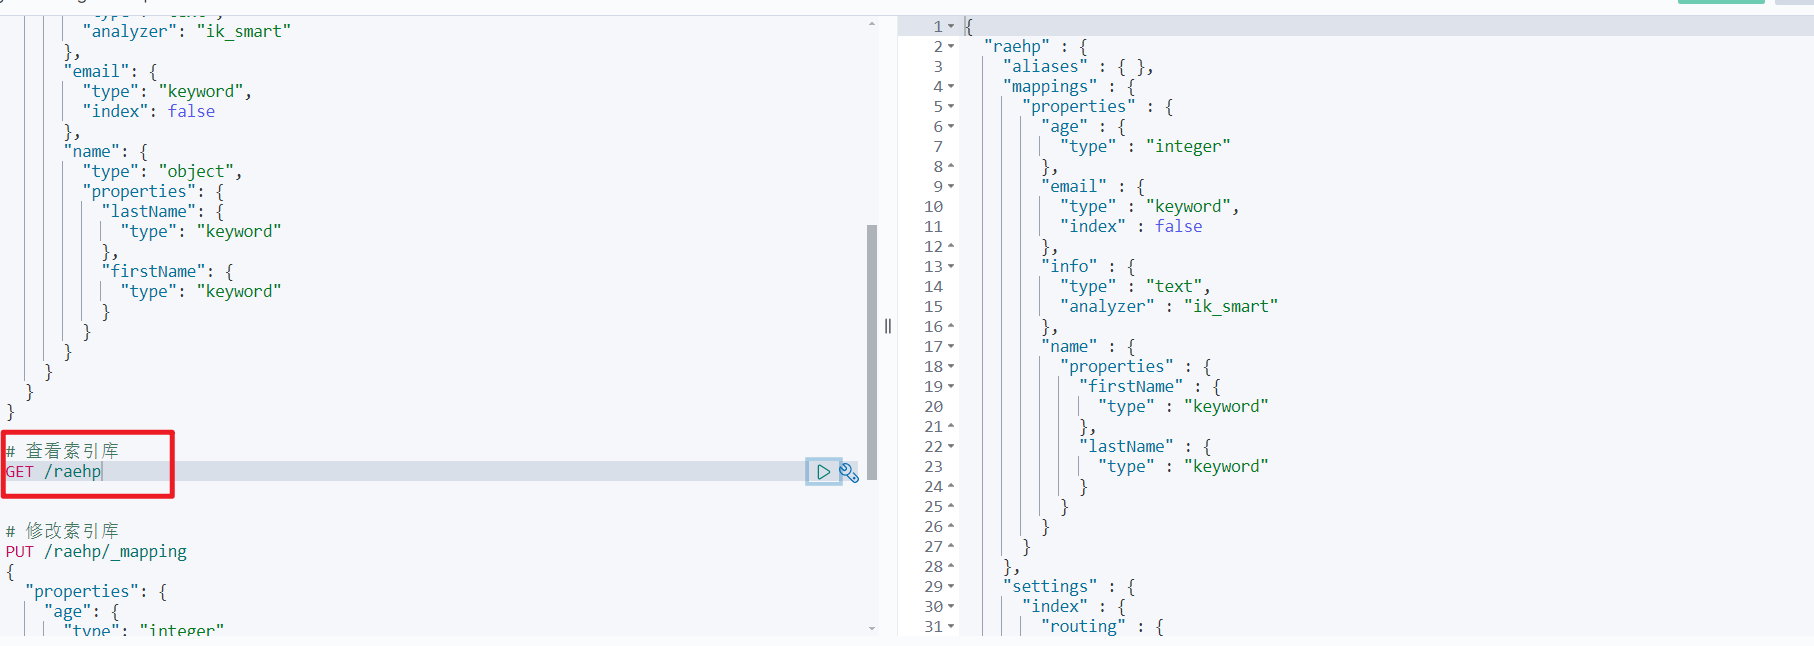 "analyzer": "ik_smart"
},
"email": {
"type": "keyword",
"index": false
},
"name": {
"type": "object",
"properties": {
"lastName": {
"type": "keyword"
},
"firstName": {
"type": "keyword"
}
}
}
}
}
}
# 查看索引库
GET /raehp
# 修改索引库
PUT /raehp/_mapping
{
"properties": {
"age": {
"type": "integer"
1 {
2 "raehp" : {
3 "aliases" : { },
4 "mappings" : {
5 "properties" : {
6 "age" : {
7 "type" : "integer"
8 },
9 "email" : {
10 "type" : "keyword",
11 "index" : false
12 },
13 "info" : {
14 "type" : "text",
15 "analyzer" : "ik_smart"
16 },
17 "name" : {
18 "properties" : {
19 "firstName" : {
20 "type" : "keyword"
21 },
22 "lastName" : {
23 "type" : "keyword"
24 }
25 }
26 }
27 }
28 },
29 "settings" : {
30 "index" : {
31 "routing" : {